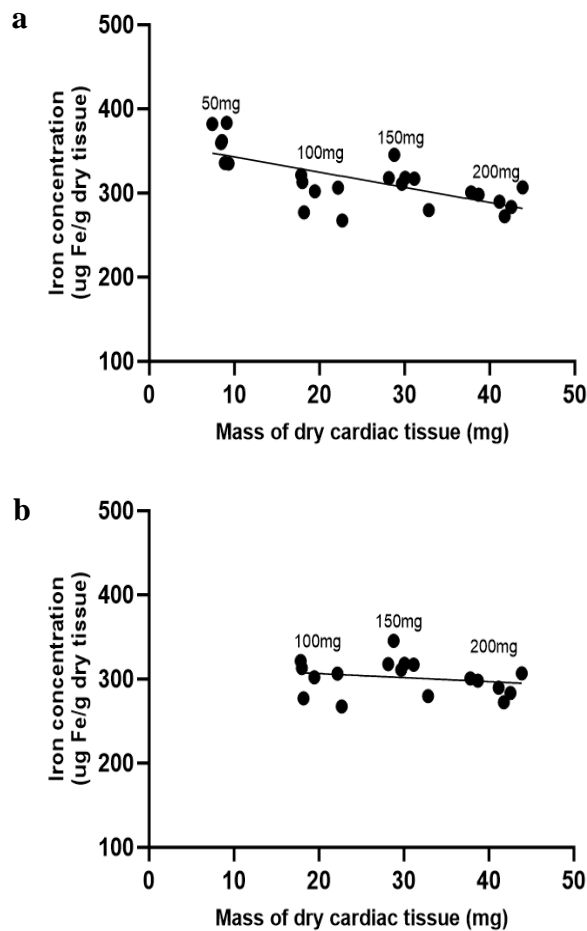 a
500
400
300
200
100
0
10
20
30
40
50
50mg
100mg
150mg
200mg
Iron concentration
(ug Fe/g dry tissue)
Mass of dry cardiac tissue (mg)
b
500
400
300
200
100
0
10
20
30
40
50
100mg
150mg
200mg
Iron concentration
(ug Fe/g dry tissue)
Mass of dry cardiac tissue (mg)